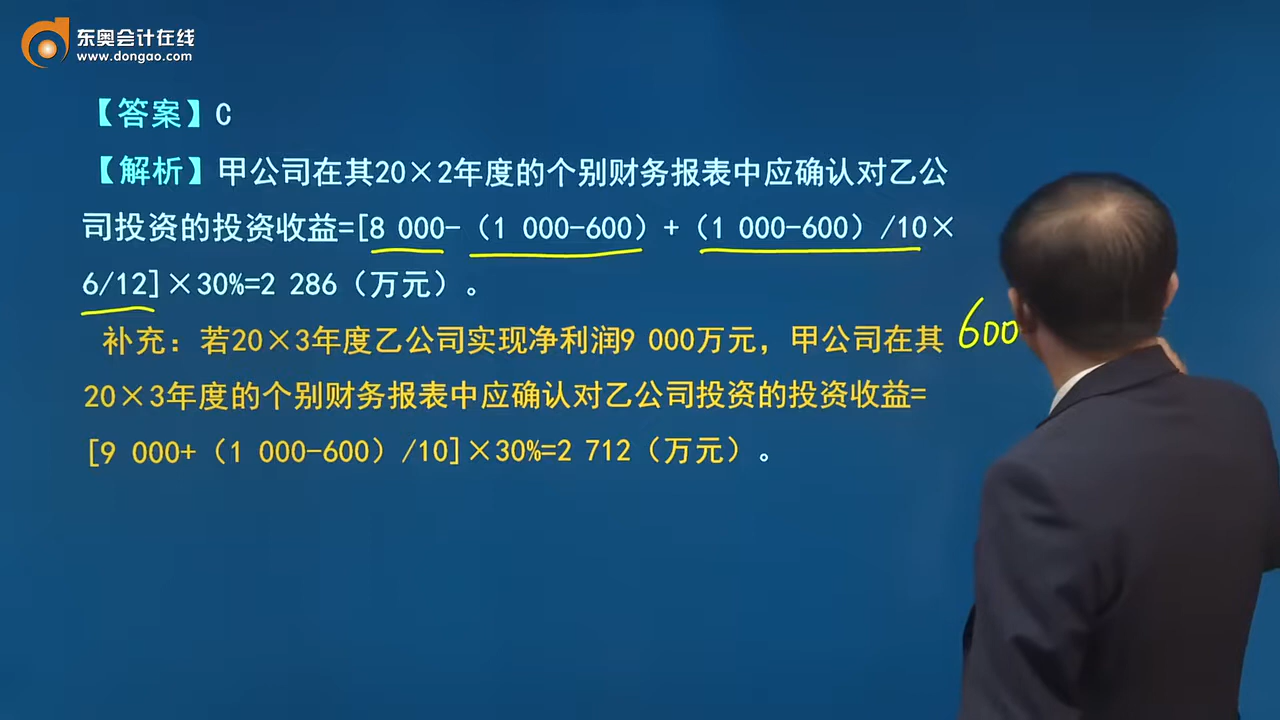 东奥会计在线
www.dongao.com
【答案】C
【解析】甲公司在其20×2年度的个别财务报表中应确认对乙公
司投资的投资收益=[8 000-（1 000-600）+（1 000-600）/10×
6/12]×30%=2 286（万元）。
补充：若20×3年度乙公司实现净利润9 000万元，甲公司在其
600
20×3年度的个别财务报表中应确认对乙公司投资的投资收益=
[9 000+（1 000-600）/10]×30%=2 712（万元）。